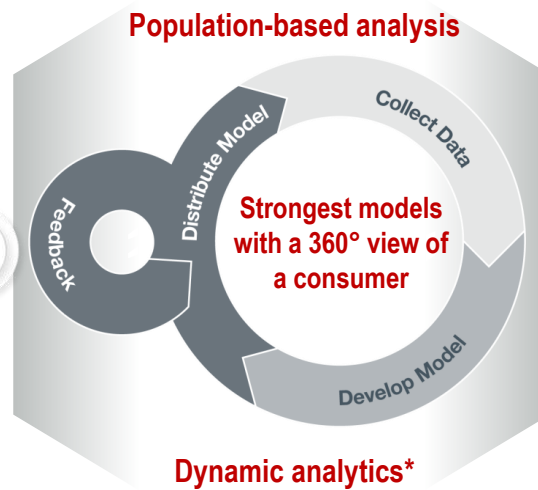 Population-based analysis
Collect Data
Distribute Model
Feedback
Strongest models
with a 360° view of
a consumer
Develop Model
Dynamic analytics*